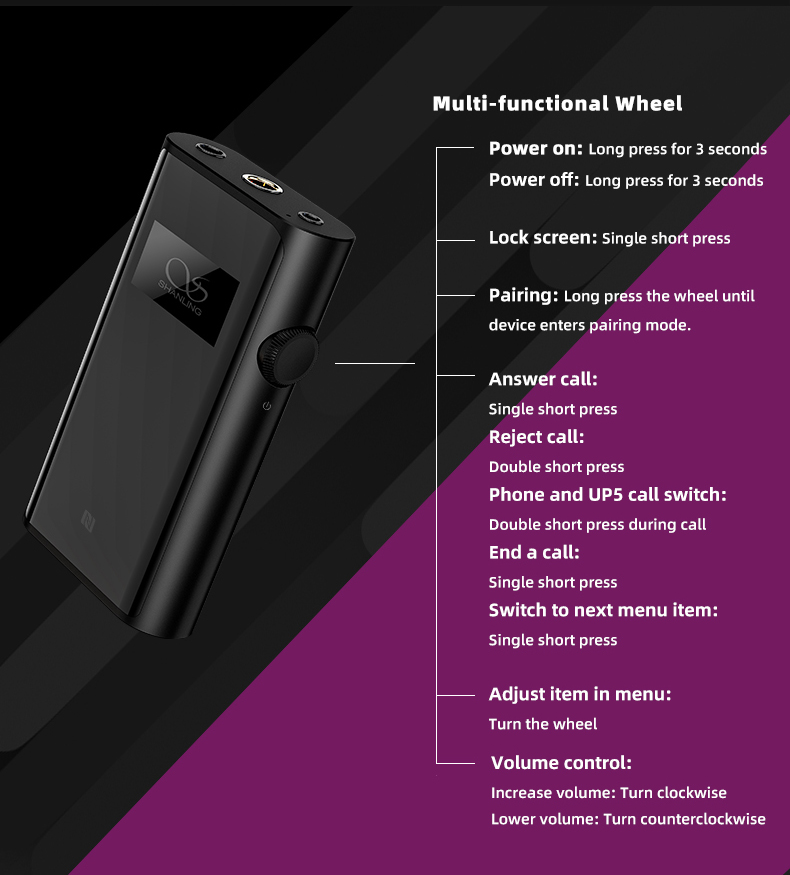 SHANLING
Multi-functional Wheel
Power on: Long press for 3 seconds
Power off: Long press for 3 seconds
Lock screen: Single short press
Pairing: Long press the wheel until
device enters pairing mode.
Answer call:
Single short press
Reject call:
Double short press
Phone and UP5 call switch:
Double short press during call
End a call:
Single short press
Switch to next menu item:
Single short press
Adjust item in menu:
Turn the wheel
Volume control:
Increase volume: Turn clockwise
Lower volume: Turn counterclockwise